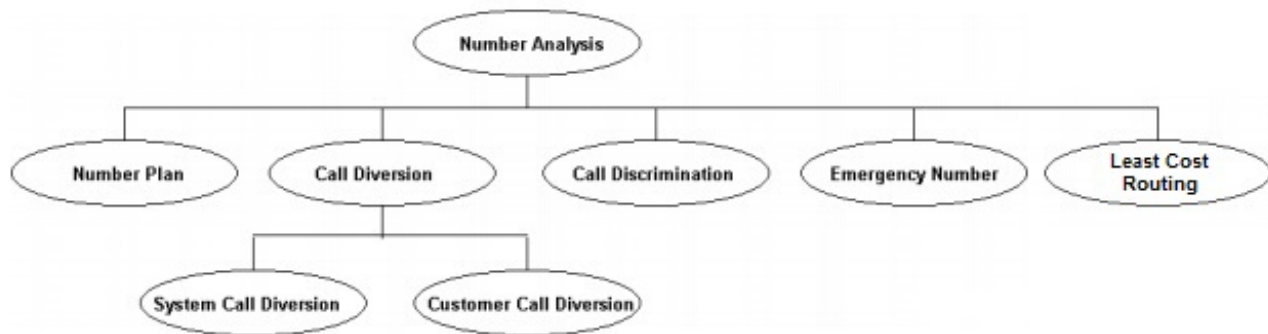 Number Analysis
Number Plan
Call Diversion
Call Discrimination
Emergency Number
Least Cost
Routing
System Call Diversion
Customer Call Diversion